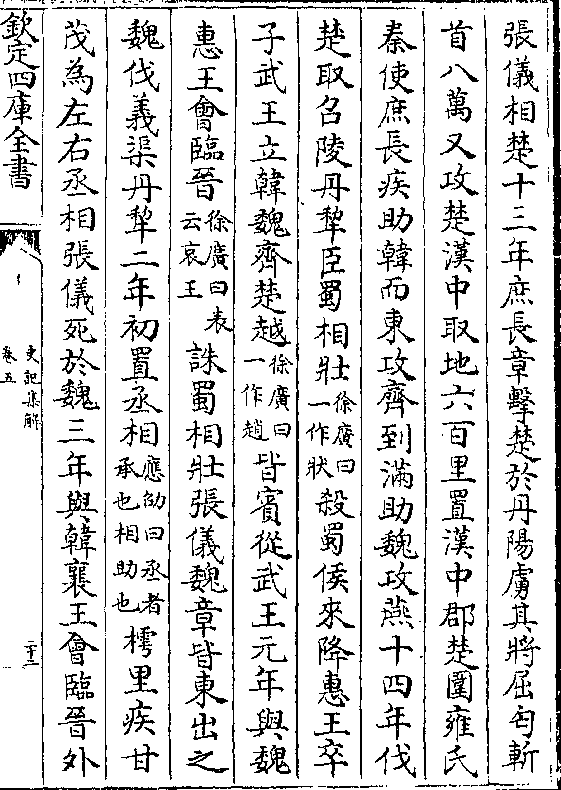 張儀相楚十三年庶長章擊楚於丹陽虜其將屈匄斬
首八萬又攻楚漢中取地六百里置漢中郡楚圍雍氏
秦使庶長疾助韓而東攻齊到滿助魏攻燕十四年伐
楚取召陵丹犂臣蜀相壯徐廣曰一作狀殺蜀侯來降惠王卒
子武王立韓魏齊楚越徐廣曰一作趙皆賓從武王元年與魏
惠王會臨晉徐廣曰表云哀王誅蜀相壯張儀魏章皆東出之
魏伐義渠丹犂二年初置丞相應劭曰丞者承也相助也樗里疾甘
茂為左右丞相張儀死於魏三年與韓襄王會臨晉外
欽定四庫全書
史記集解
卷五
二十三